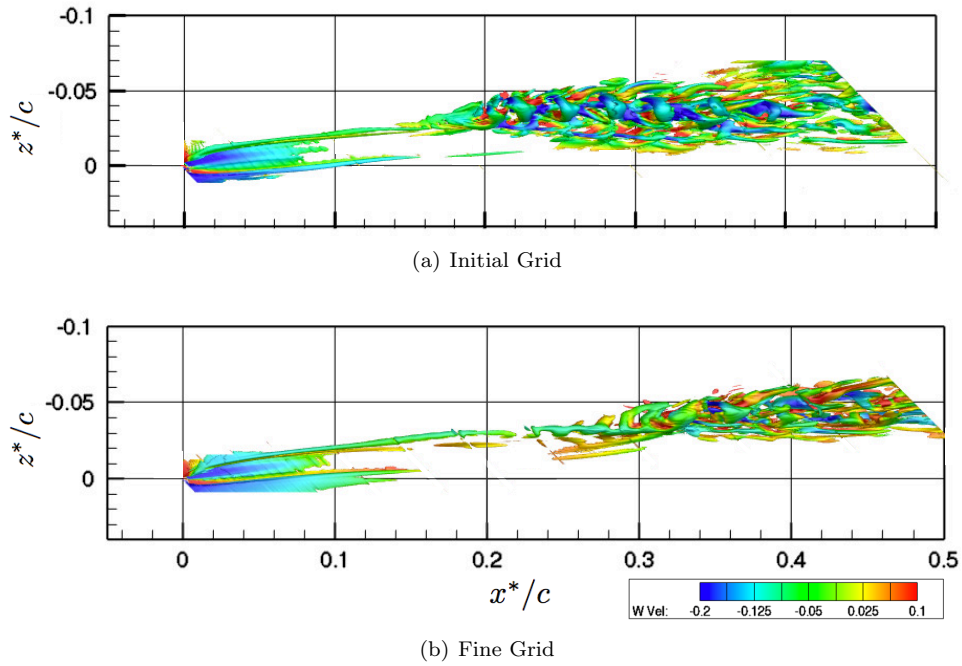 -0.1
-0.05
0
z*/c
(a) Initial Grid
-0.1
-0.05
0
z*/c
0 0.1 0.2 0.3 0.4 0.5
x*/c
W Vel: -0.2 -0.125 -0.05 0.025 0.1
(b) Fine Grid